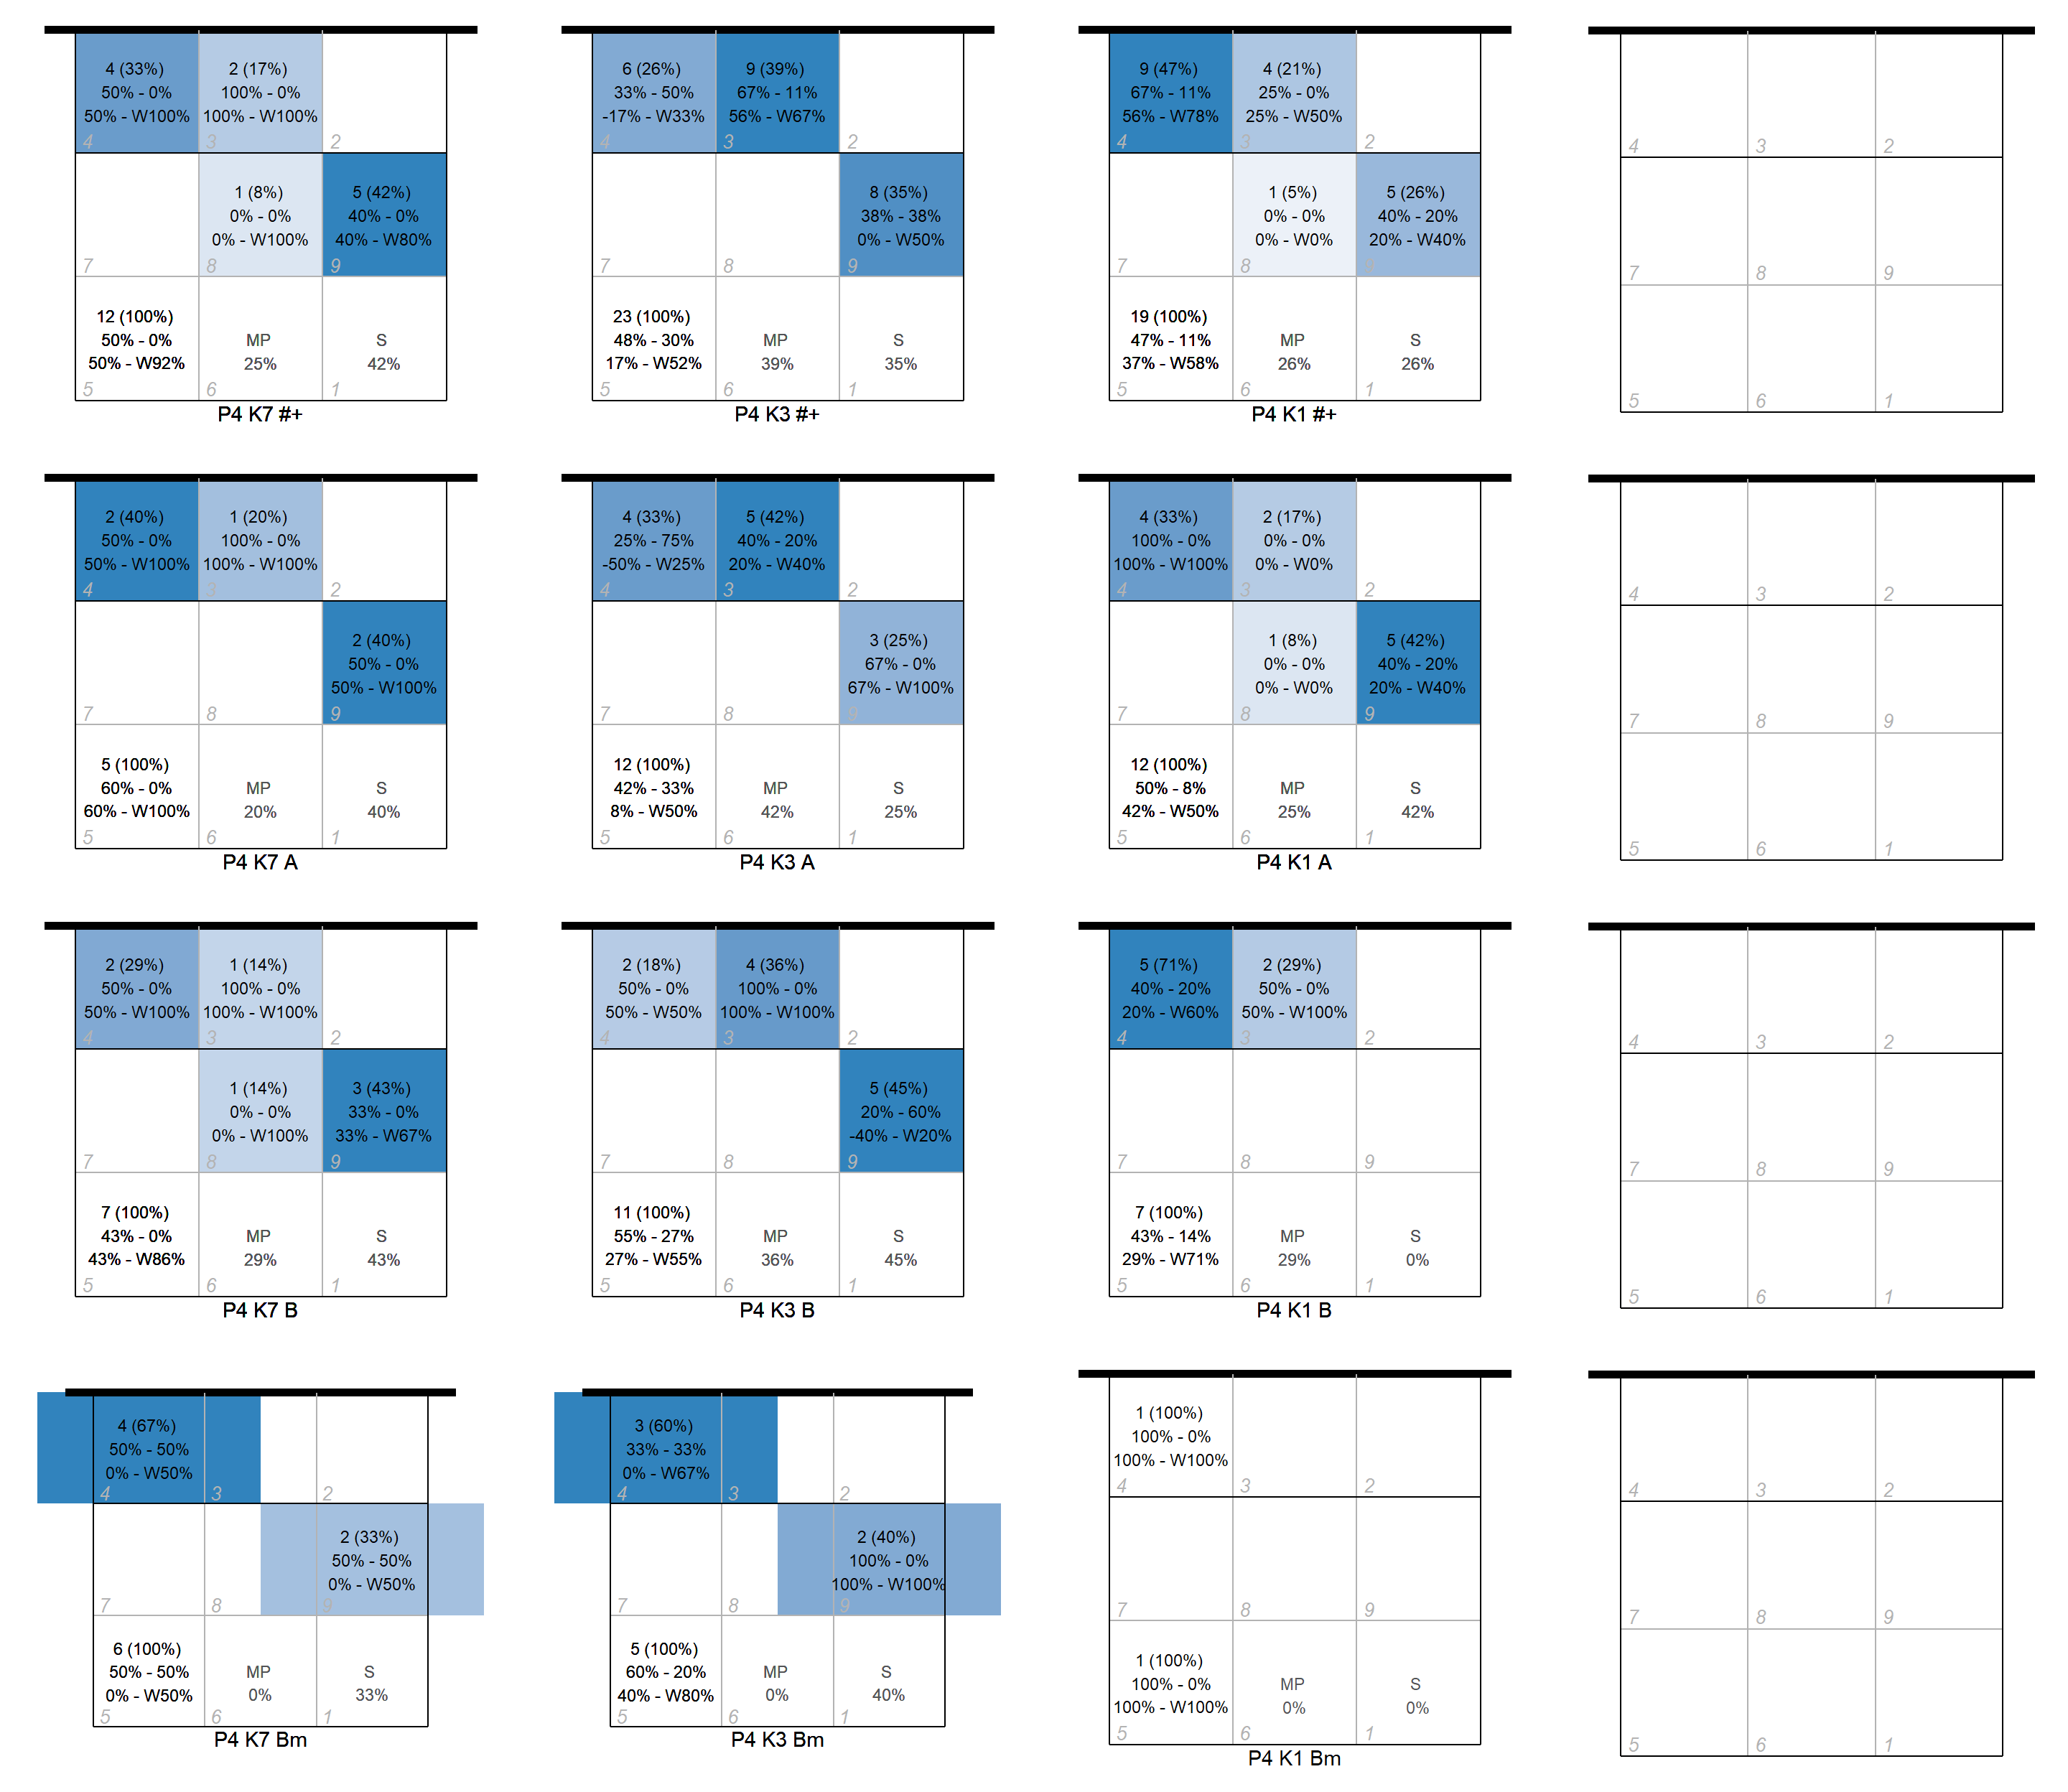 4 (33%)
50% - 0%
50% - W100%
4
2 (17%)
100% - 0%
100% - W100%
3
2
7
1 (8%)
0% - 0%
0% - W100%
8
5 (42%)
40% - 0%
40% - W80%
9
12 (100%)
50% - 0%
50% - W92%
5
MP
25%
6
S
42%
1
P4 K7 #+
6 (26%)
33% - 50%
-17% - W33%
4
9 (39%)
67% - 11%
56% - W67%
3
2
7
8
8 (35%)
38% - 38%
0% - W50%
9
23 (100%)
48% - 30%
17% - W52%
5
MP
39%
6
S
35%
1
P4 K3 #+
9 (47%)
67% - 11%
56% - W78%
4
4 (21%)
25% - 0%
25% - W50%
3
2
7
1 (5%)
0% - 0%
0% - W0%
8
5 (26%)
40% - 20%
20% - W40%
9
19 (100%)
47% - 11%
37% - W58%
5
MP
26%
6
S
26%
1
P4 K1 #+
4
3
2
7
8
9
5
6
1
2 (40%)
50% - 0%
50% - W100%
4
1 (20%)
100% - 0%
100% - W100%
3
2
7
8
2 (40%)
50% - 0%
50% - W100%
9
5 (100%)
60% - 0%
60% - W100%
5
MP
20%
6
S
40%
1
P4 K7 A
4 (33%)
25% - 75%
-50% - W25%
4
5 (42%)
40% - 20%
20% - W40%
3
2
7
8
3 (25%)
67% - 0%
67% - W100%
9
12 (100%)
42% - 33%
8% - W50%
5
MP
42%
6
S
25%
1
P4 K3 A
4 (33%)
100% - 0%
100% - W100%
4
2 (17%)
0% - 0%
0% - W0%
3
2
7
1 (8%)
0% - 0%
0% - W0%
8
5 (42%)
40% - 20%
20% - W40%
9
12 (100%)
50% - 8%
42% - W50%
5
MP
25%
6
S
42%
1
P4 K1 A
4
3
2
7
8
9
5
6
1
2 (29%)
50% - 0%
50% - W100%
4
1 (14%)
100% - 0%
100% - W100%
3
2
7
1 (14%)
0% - 0%
0% - W100%
8
3 (43%)
33% - 0%
33% - W67%
9
7 (100%)
43% - 0%
43% - W86%
5
MP
29%
6
S
43%
1
P4 K7 B
2 (18%)
50% - 0%
50% - W50%
4
4 (36%)
100% - 0%
100% - W100%
3
2
7
8
5 (45%)
20% - 60%
-40% - W20%
9
11 (100%)
55% - 27%
27% - W55%
5
MP
36%
6
S
45%
1
P4 K3 B
5 (71%)
40% - 20%
20% - W60%
4
2 (29%)
50% - 0%
50% - W100%
3
2
7
8
9
7 (100%)
43% - 14%
29% - W71%
5
MP
29%
6
S
0%
1
P4 K1 B
4
3
2
7
8
9
5
6
1
4 (67%)
50% - 50%
0% - W50%
4
3
2
7
8
2 (33%)
50% - 50%
0% - W50%
9
6 (100%)
50% - 50%
0% - W50%
5
MP
0%
6
S
33%
1
P4 K7 Bm
3 (60%)
33% - 33%
0% - W67%
4
3
2
7
8
2 (40%)
100% - 0%
100% - W100%
9
5 (100%)
60% - 20%
40% - W80%
5
MP
0%
6
S
40%
1
P4 K3 Bm
1 (100%)
100% - 0%
100% - W100%
4
3
2
7
8
9
1 (100%)
100% - 0%
100% - W100%
5
MP
0%
6
S
0%
1
P4 K1 Bm
4
3
2
7
8
9
5
6
1